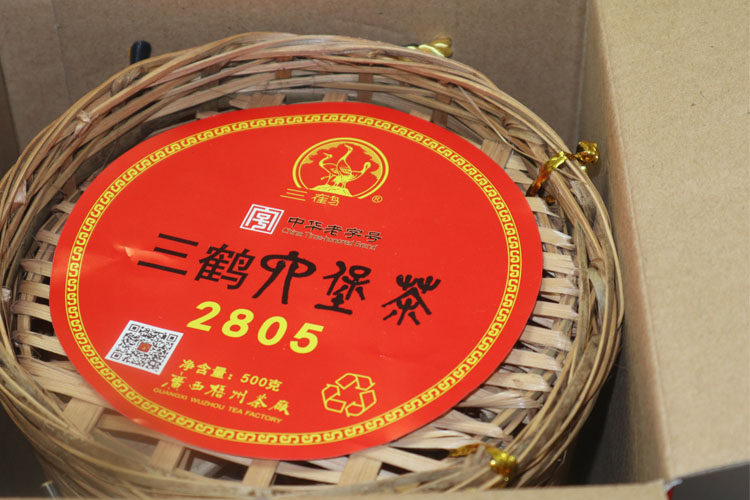 三鹤®
中华老字号
China Time-honored Brand
三鹤六堡茶
2805
净含量：500克
广西梧州茶厂
GUANGXI WUZHOU TEA FACTORY